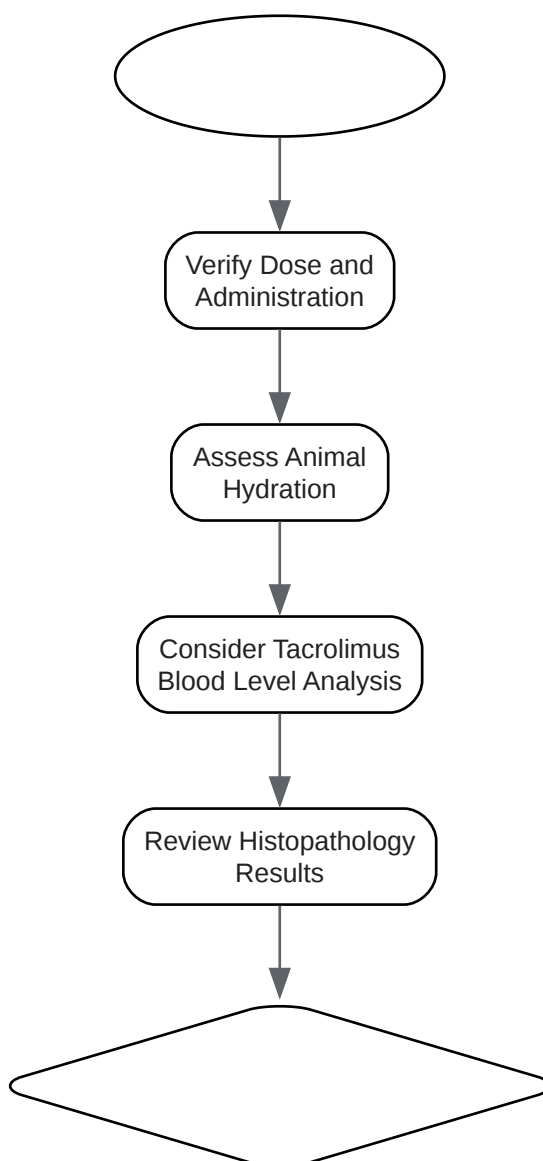 Verify Dose and
Administration
Assess Animal
Hydration
Consider Tacrolimus
Blood Level Analysis
Review Histopathology
Results